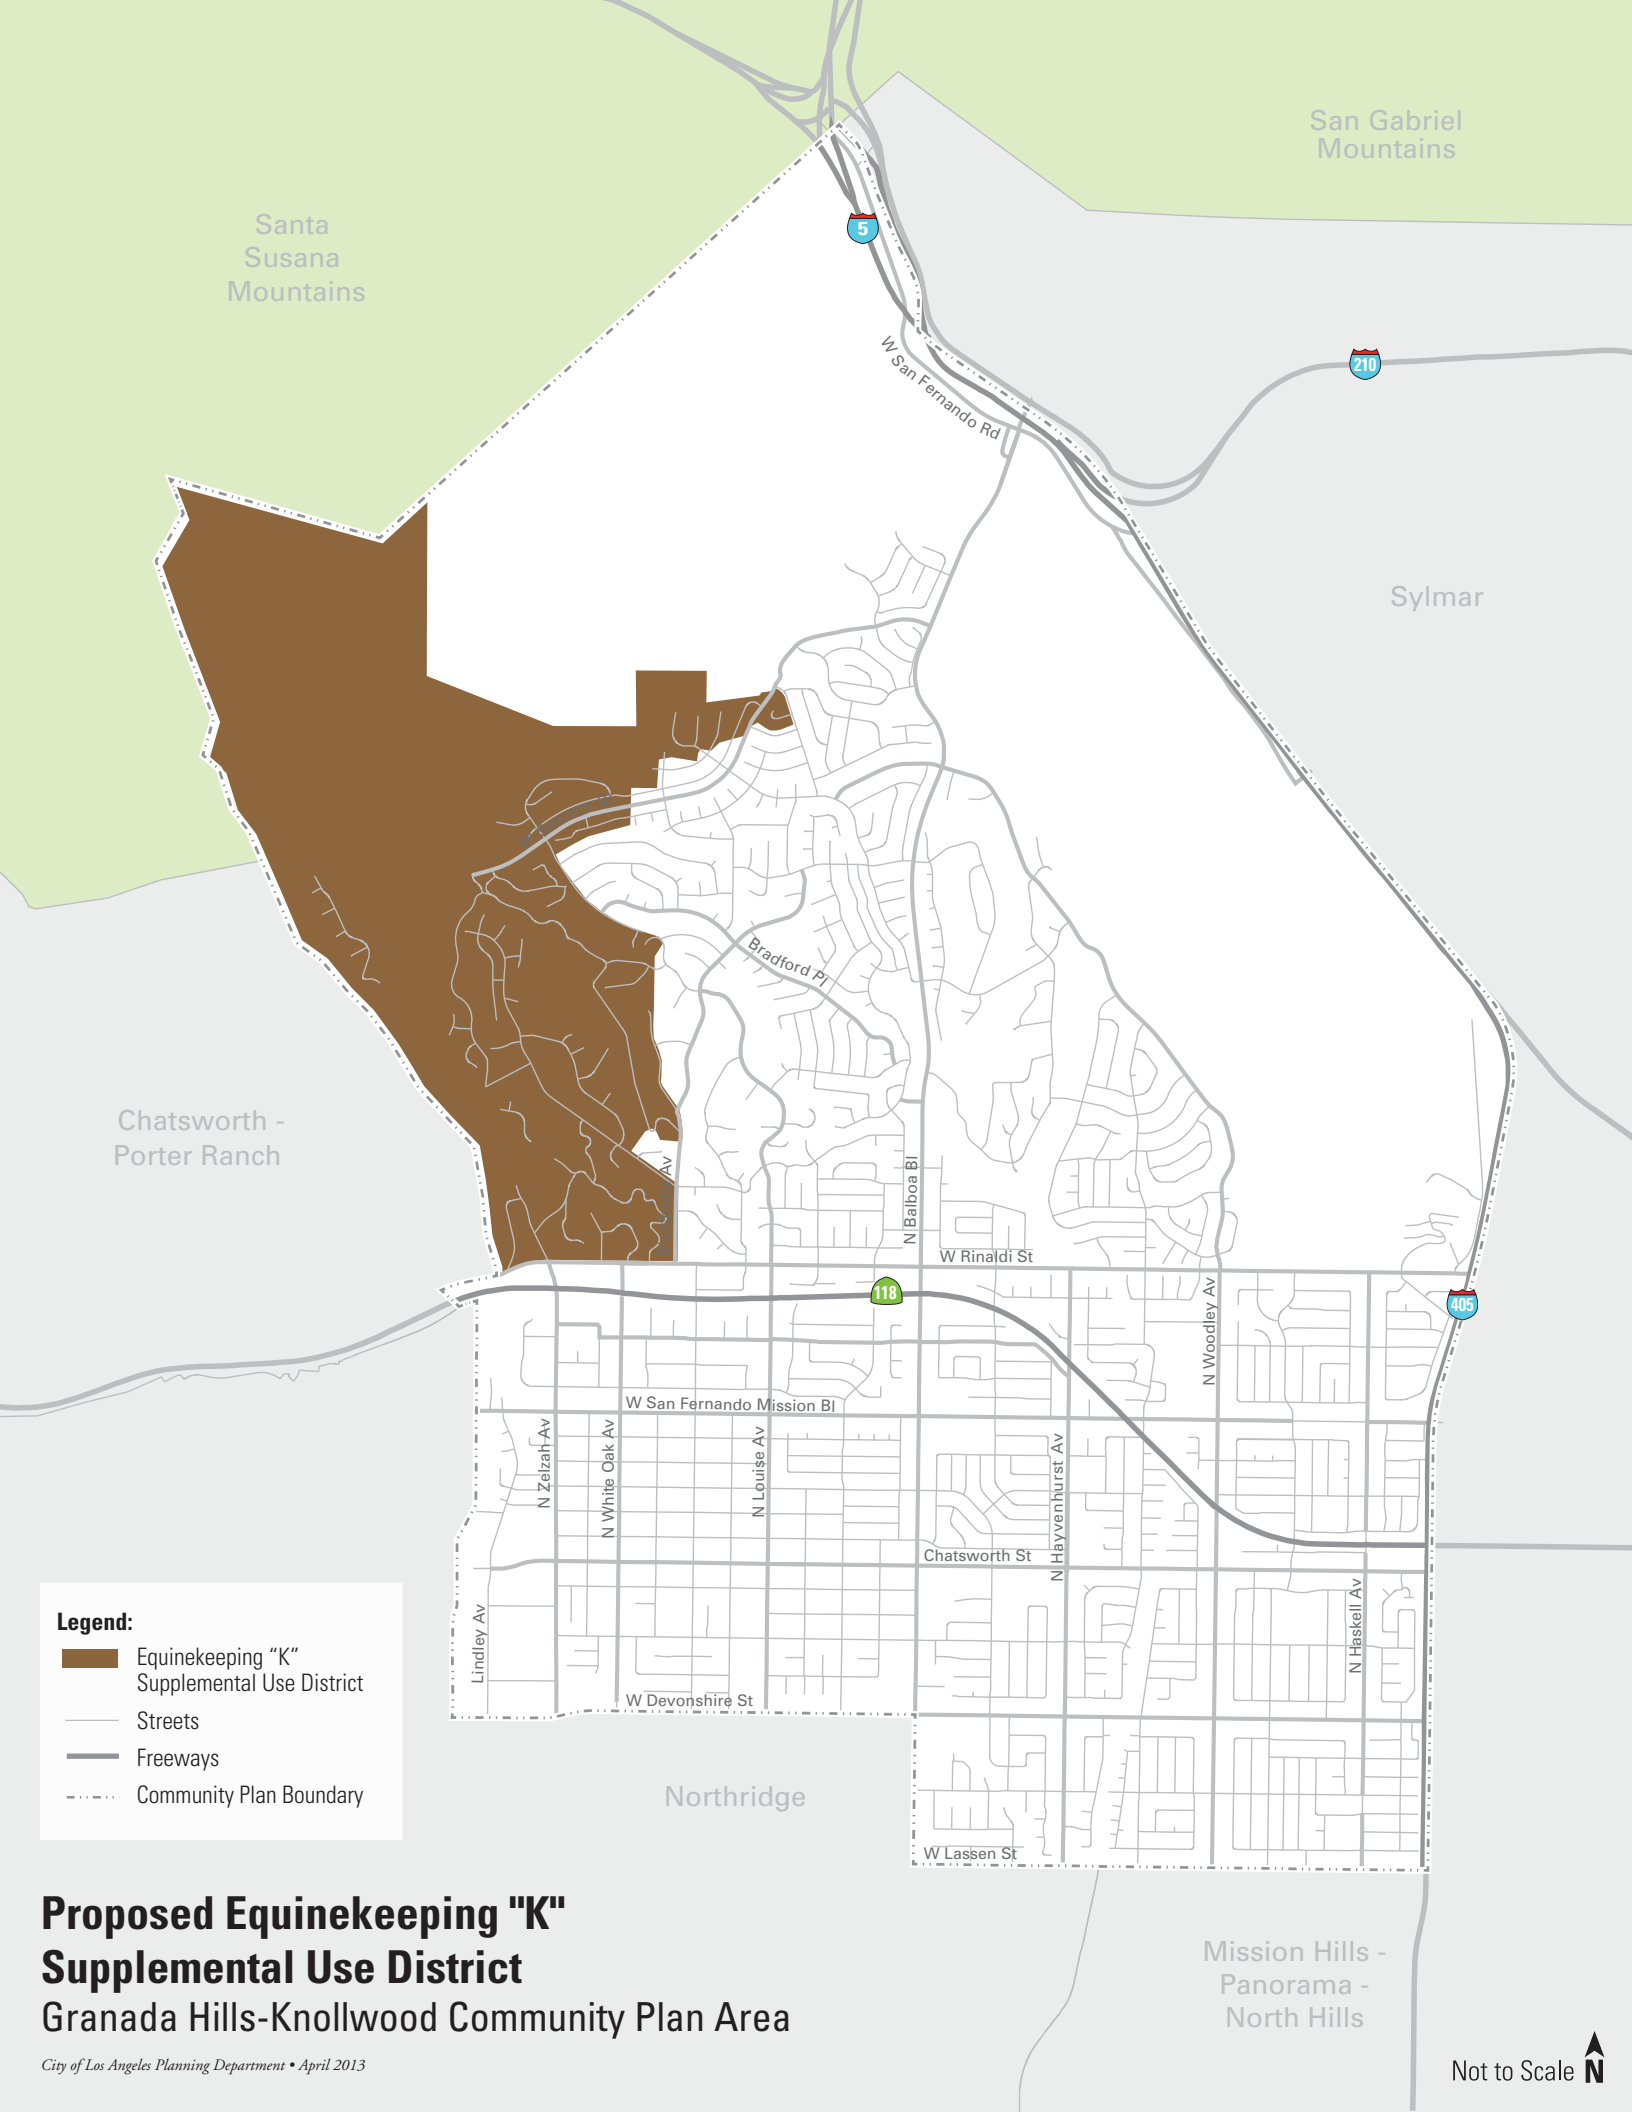 San Gabriel
Mountains
Santa
Susana
Mountains
5
210
W San Fernando Rd
Sylmar
Bradford Pl
Chatsworth -
Porter Ranch
Av
N Balboa Bl
W Rinaldi St
118
405
N Woodley Av
W San Fernando Mission Bl
N Zelzah Av
N White Oak Av
N Louise Av
N Hayvenhurst Av
Chatsworth St
N Haskell Av
Lindley Av
W Devonshire St
Legend:
Equinekeeping “K”
Supplemental Use District
Streets
Freeways
Community Plan Boundary
Northridge
W Lassen St
Proposed Equinekeeping "K"
Supplemental Use District
Granada Hills-Knollwood Community Plan Area
City of Los Angeles Planning Department • April 2013
Mission Hills -
Panorama -
North Hills
Not to Scale N